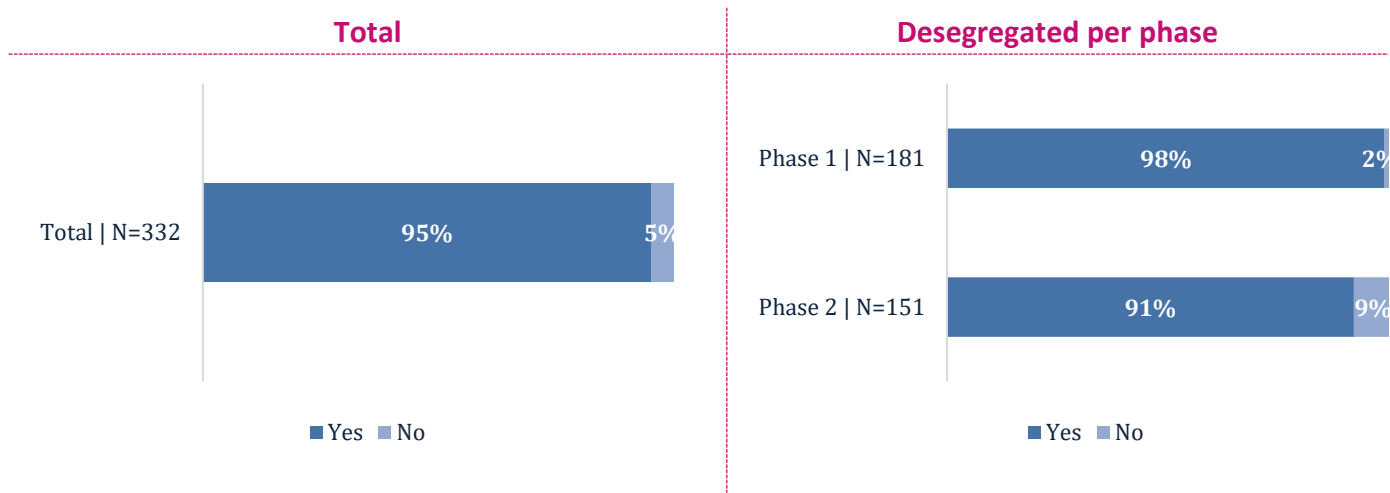 Total
Total | N=332
95%
5%
Yes No
Desegregated per phase
Phase 1 | N=181
98%
2%
Phase 2 | N=151
91%
9%
Yes No